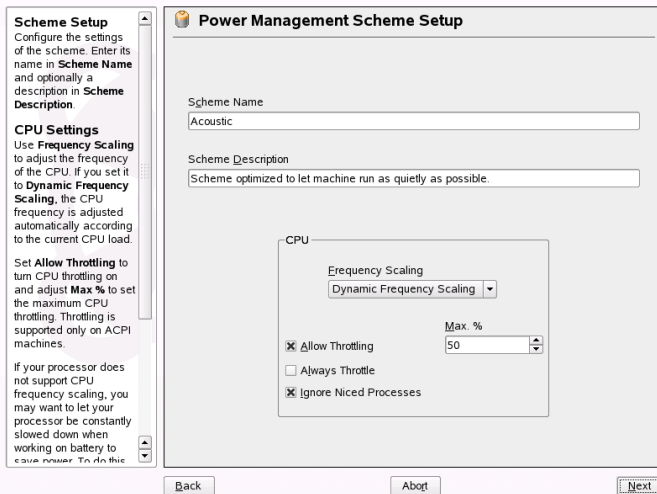 Scheme Setup
Configure the settings
of the scheme. Enter its
name in Scheme Name
and optionally a
description in Scheme
Description.
CPU Settings
Use Frequency Scaling
to adjust the frequency
of the CPU. If you set it
to Dynamic Frequency
Scaling, the CPU
frequency is adjusted
automatically according
to the current CPU load.
Set Allow Throttling to
turn CPU throttling on
and adjust Max % to set
the maximum CPU
throttling. Throttling is
supported only on ACPI
machines.
If your processor does
not support CPU
frequency scaling, you
may want to let your
processor be constantly
slowed down when
working on battery to
save power. To do this
Power Management Scheme Setup
Scheme Name
Acoustic
Scheme Description
Scheme optimized to let machine run as quietly as possible.
CPU
Frequency Scaling
Dynamic Frequency Scaling
Max. %
Allow Throttling
50
Always Throttle
Ignore Niced Processes
Back
Abort
Next